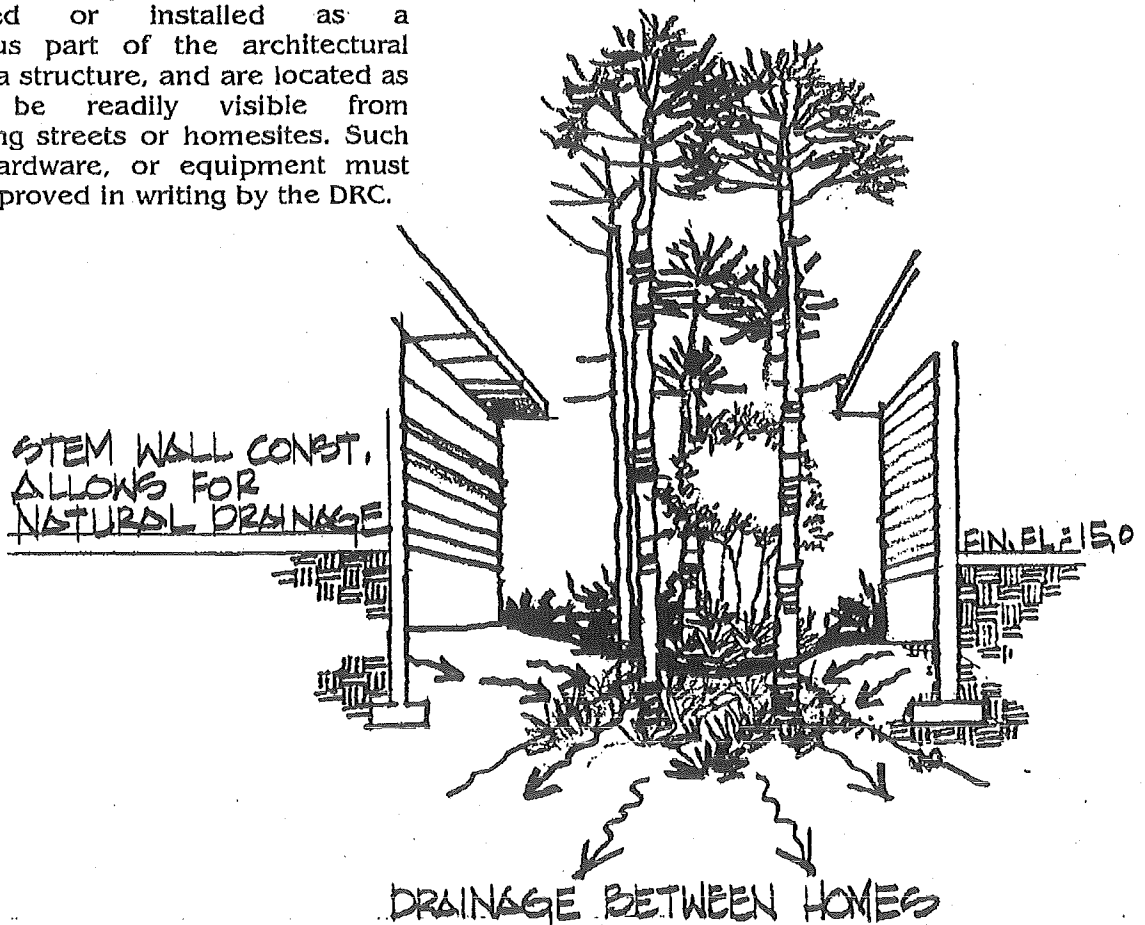 ed or installed as a
us part of the architectural
a structure, and are located as
be readily visible from
ng streets or homesites. Such
ardware, or equipment must
proved in writing by the DRC.
STEM WALL CONST.
ALLOWS FOR
NATURAL DRAINAGE
FIN. EL = 15.0
DRAINAGE BETWEEN HOMES